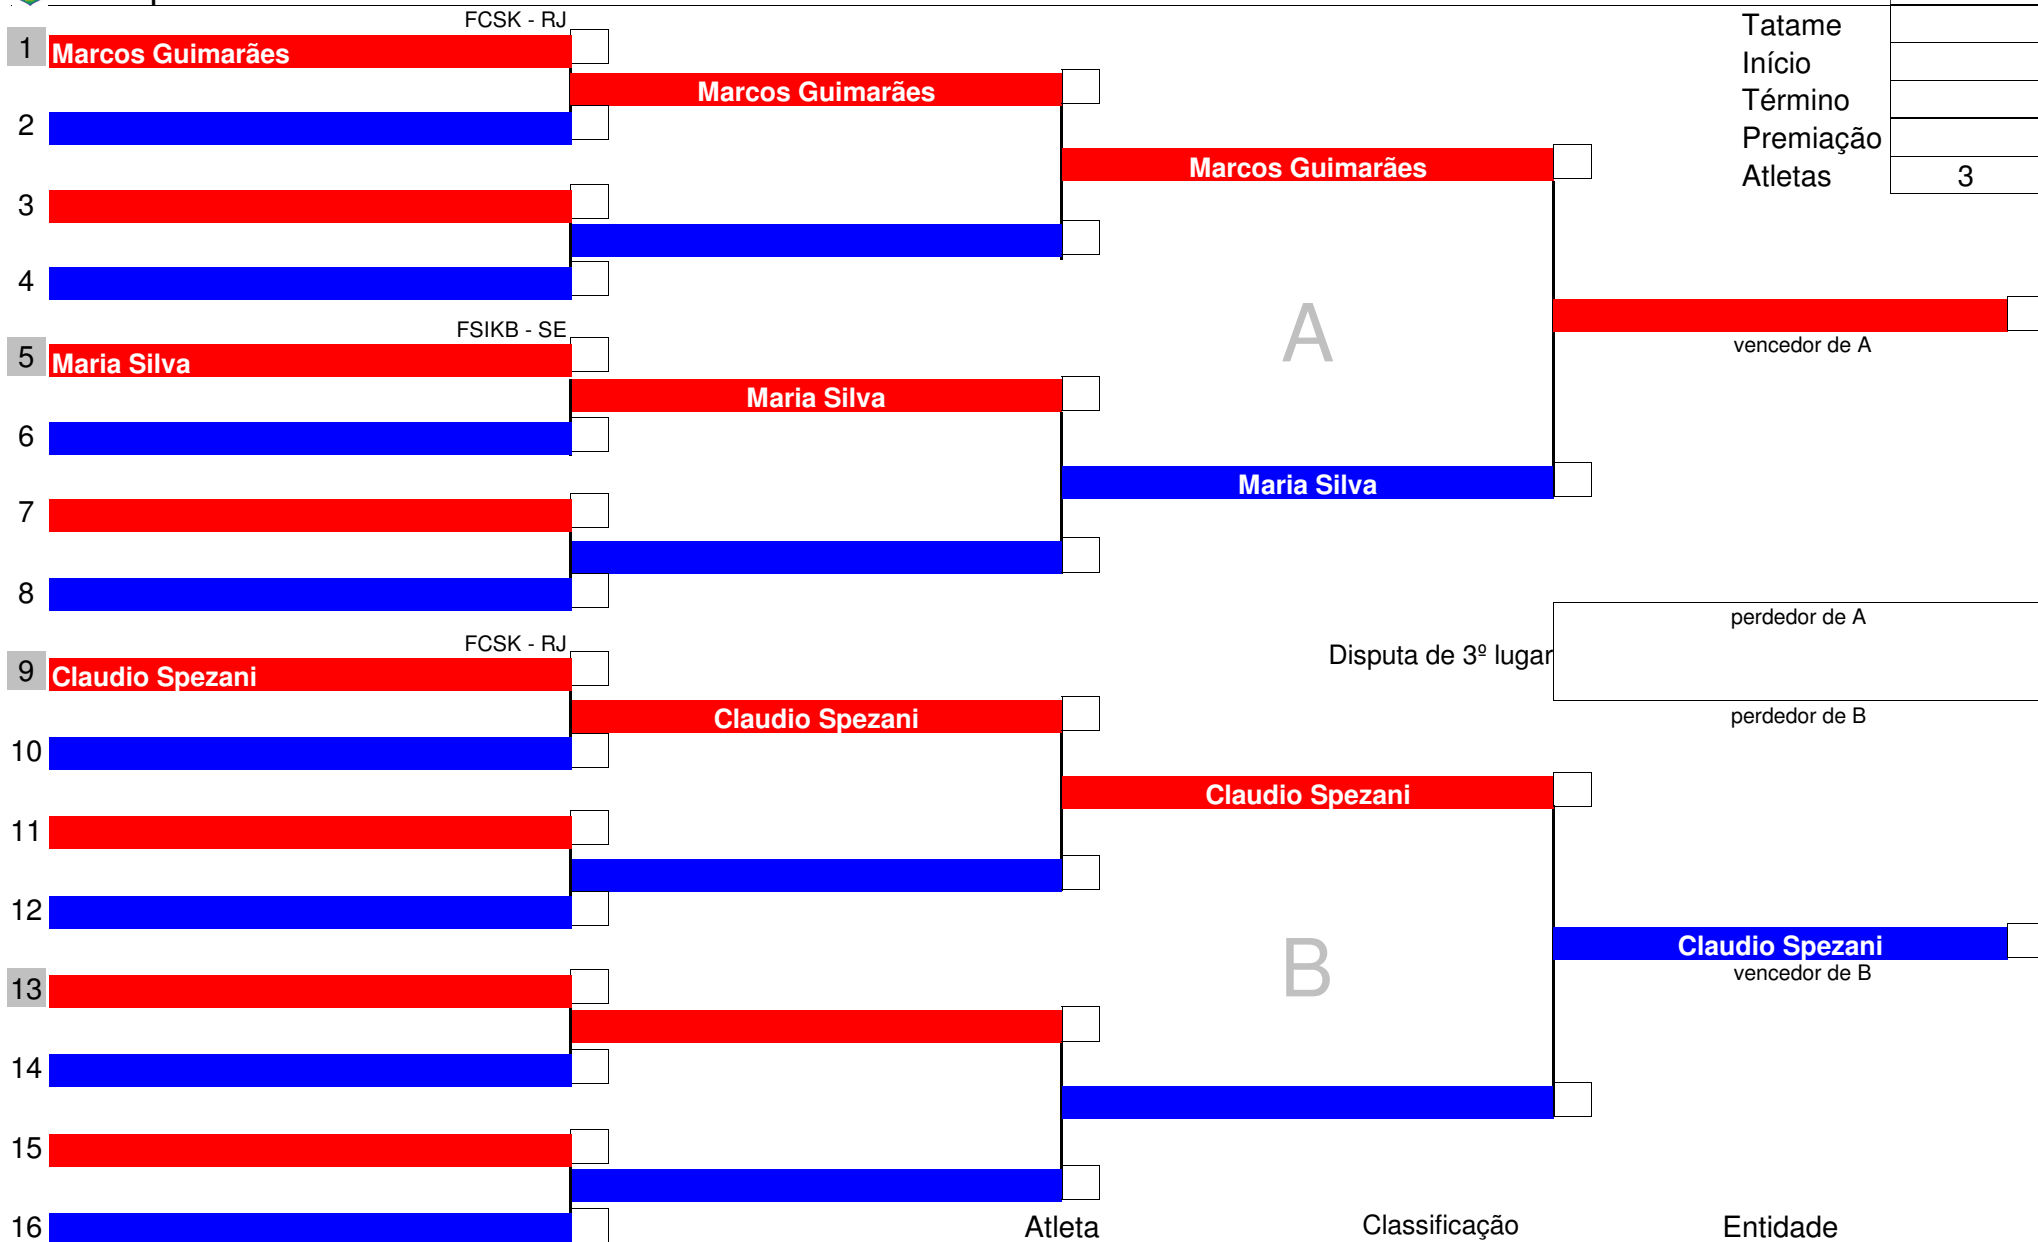 FCSK - RJ
Tatame
1 Marcos Guimarães
Início
Marcos Guimarães
Término
2
Premiação
Marcos Guimarães
Atletas 3
3
4
FSIKB - SE
A
vencedor de A
5 Maria Silva
Maria Silva
6
Maria Silva
7
8
perdedor de A
FCSK - RJ
Disputa de 3º lugar
9 Claudio Spezani
Claudio Spezani
perdedor de B
10
Claudio Spezani
11
12
Claudio Spezani
B
vencedor de B
13
14
15
16
Atleta Classificação Entidade